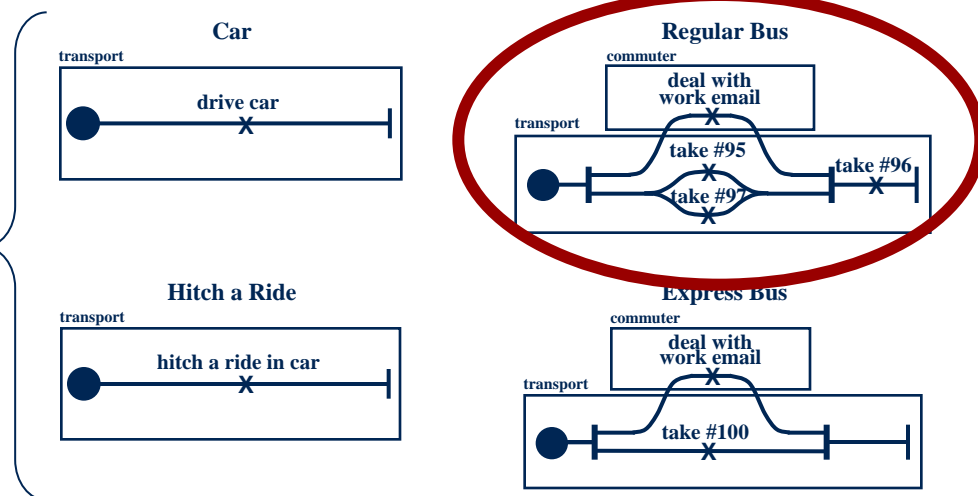 Car
transport
drive car
Regular Bus
commuter
deal with
work email
transport
take #95
take #97
take #96
Hitch a Ride
transport
hitch a ride in car
Express Bus
commuter
deal with
work email
transport
take #100